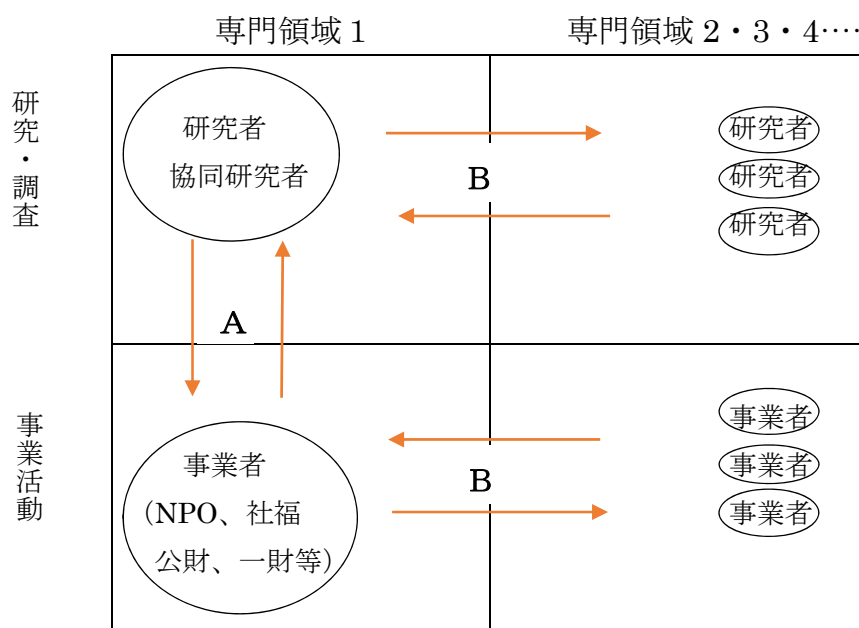 専門領域 1
専門領域 2・3・4‥‥
研究・調査
研究者
協同研究者
B
研究者
研究者
研究者
A
事業活動
事業者
(NPO、社福
公財、一財等)
B
事業者
事業者
事業者